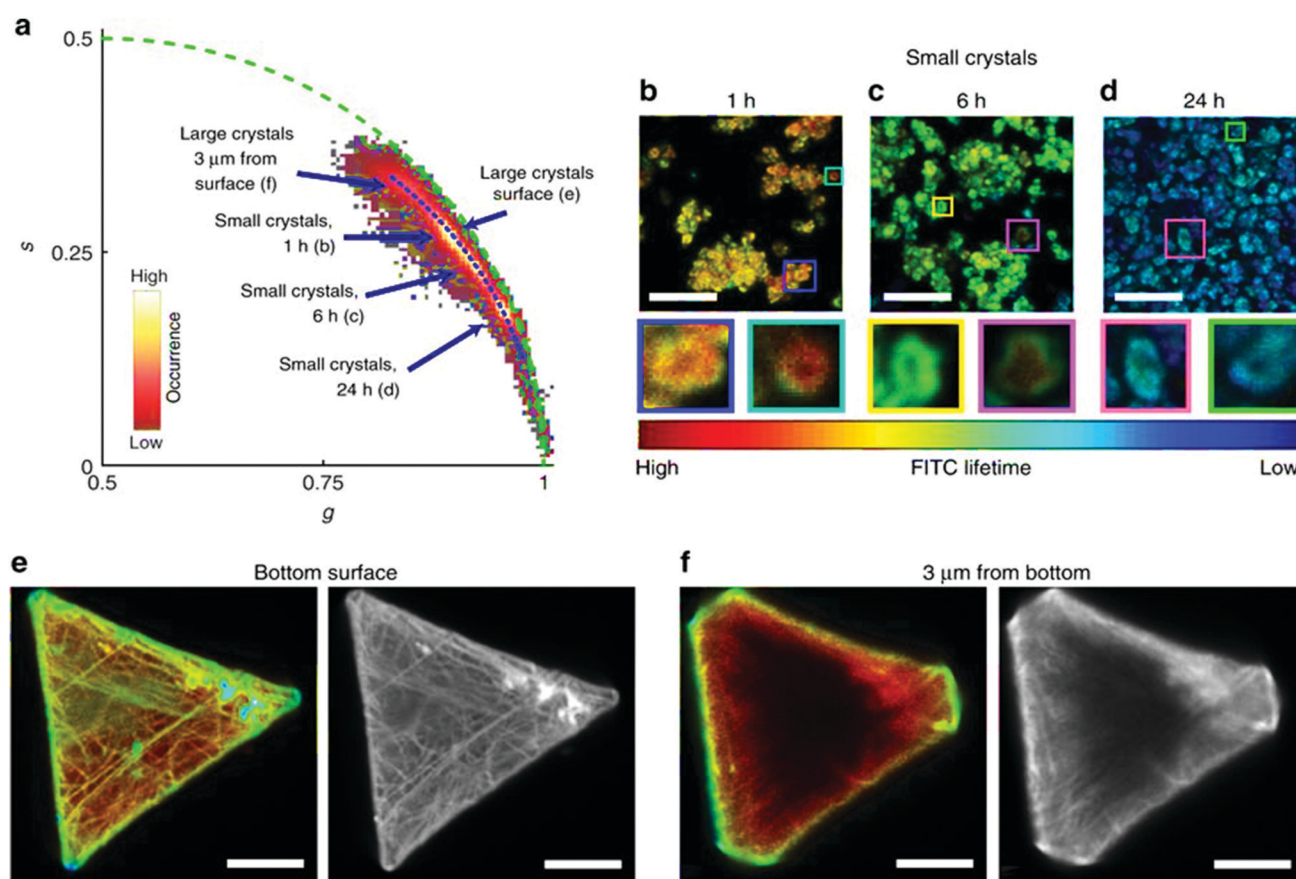 a
0.5
s
0.25
0
0.5
0.75
1
g
Large crystals
3 μm from
surface (f)
Small crystals,
1 h (b)
Small crystals,
6 h (c)
Small crystals,
24 h (d)
Large crystals
surface (e)
High
Occurrence
Low
Small crystals
b
1 h
c
6 h
d
24 h
High
FITC lifetime
Low
e
Bottom surface
f
3 μm from bottom